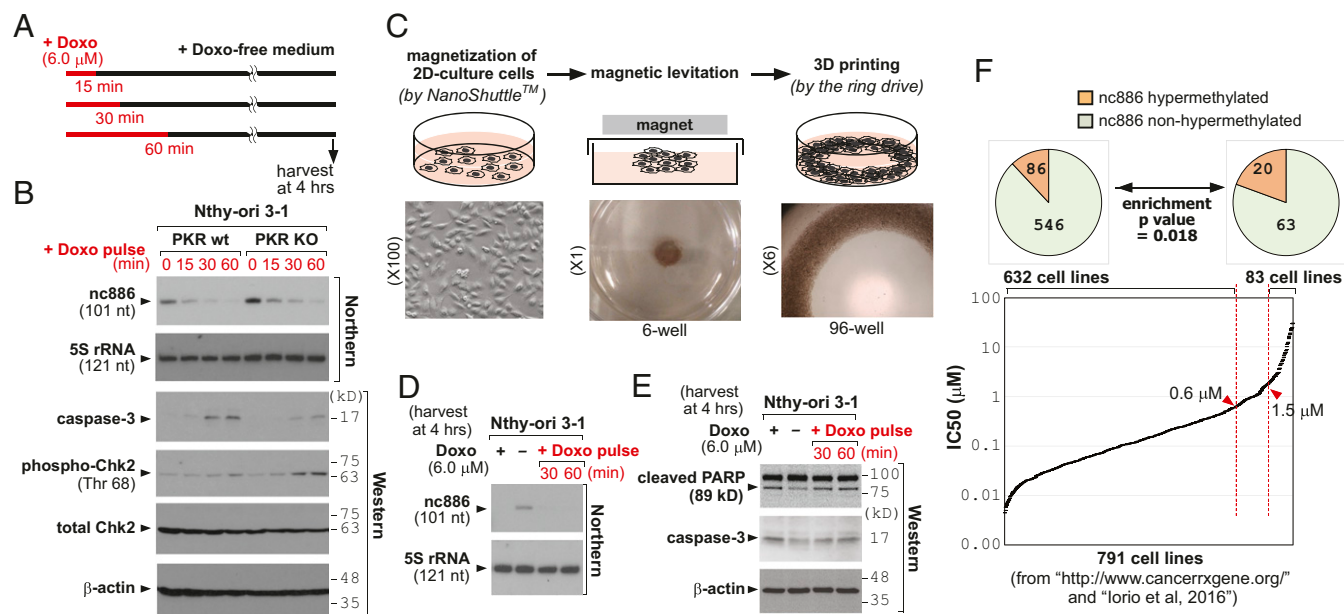 A
+ Doxo
(6.0 μM)
+ Doxo-free medium
15 min
30 min
60 min
harvest
at 4 hrs
B
Nthy-ori 3-1
PKR wt PKR KO
+ Doxo pulse
(min)
0 15 30 60 0 15 30 60
nc886
(101 nt)
5S rRNA
(121 nt)
Northern
(kD)
caspase-3
17
phospho-Chk2
(Thr 68)
75
63
total Chk2
75
63
β-actin
48
35
Western
C
magnetization of
2D-culture cells
(by NanoShuttle™)
magnetic levitation
3D printing
(by the ring drive)
magnet
(X100)
(X1)
(X6)
6-well
96-well
D
(harvest
at 4 hrs)
Nthy-ori 3-1
Doxo
(6.0 μM)
+ − + Doxo pulse
30 60 (min)
nc886
(101 nt)
5S rRNA
(121 nt)
Northern
E
(harvest
at 4 hrs)
Nthy-ori 3-1
Doxo
(6.0 μM)
+ − + Doxo pulse
30 60 (min)
cleaved PARP
(89 kD)
100
75
(kD)
caspase-3
17
β-actin
48
35
Western
F
nc886 hypermethylated
nc886 non-hypermethylated
86
546
enrichment
p value
= 0.018
20
63
632 cell lines
83 cell lines
IC50 (μM)
100
10
1
0.1
0.01
0.00
0.6 μM
1.5 μM
791 cell lines
(from “http://www.cancerrxgene.org/”
and “Iorio et al, 2016”)